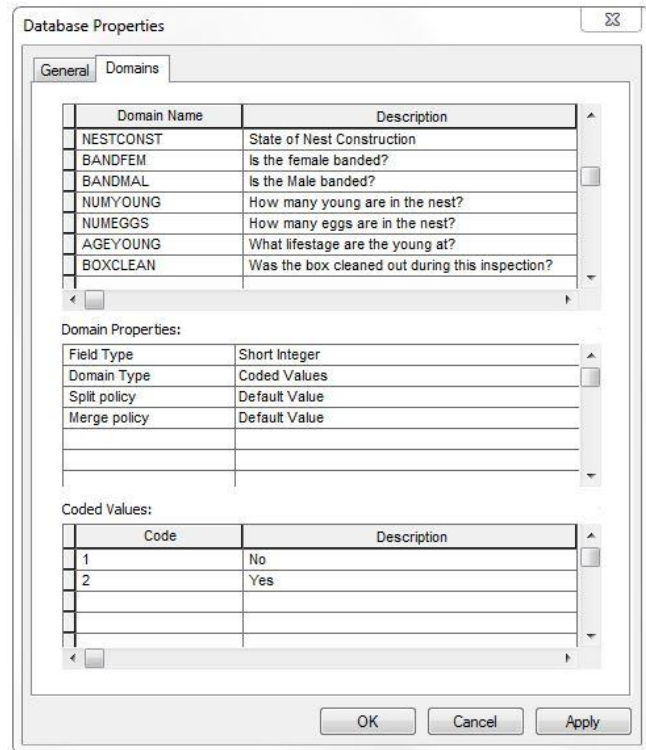 Database Properties
General Domains
Domain Name Description
NESTCONST State of Nest Construction
BANDFEM Is the female banded?
BANDMAL Is the Male banded?
NUMYOUNG How many young are in the nest?
NUMEGGS How many eggs are in the nest?
AGEYOUNG What lifestage are the young at?
BOXCLEAN Was the box cleaned out during this inspection?
Domain Properties:
Field Type Short Integer
Domain Type Coded Values
Split policy Default Value
Merge policy Default Value
Coded Values:
Code Description
1 No
2 Yes
OK Cancel Apply